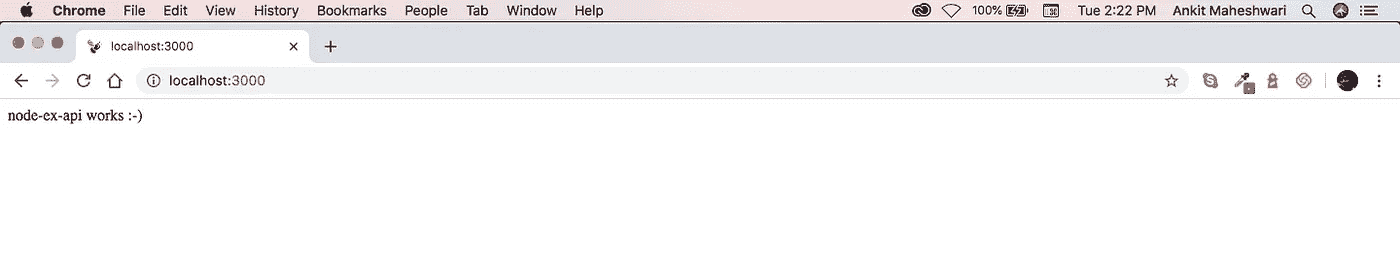 Chrome File Edit View History Bookmarks People Tab Window Help 100% Tue 2:22 PM Ankit Maheshwari
localhost:3000
localhost:3000
node-ex-api works :-)